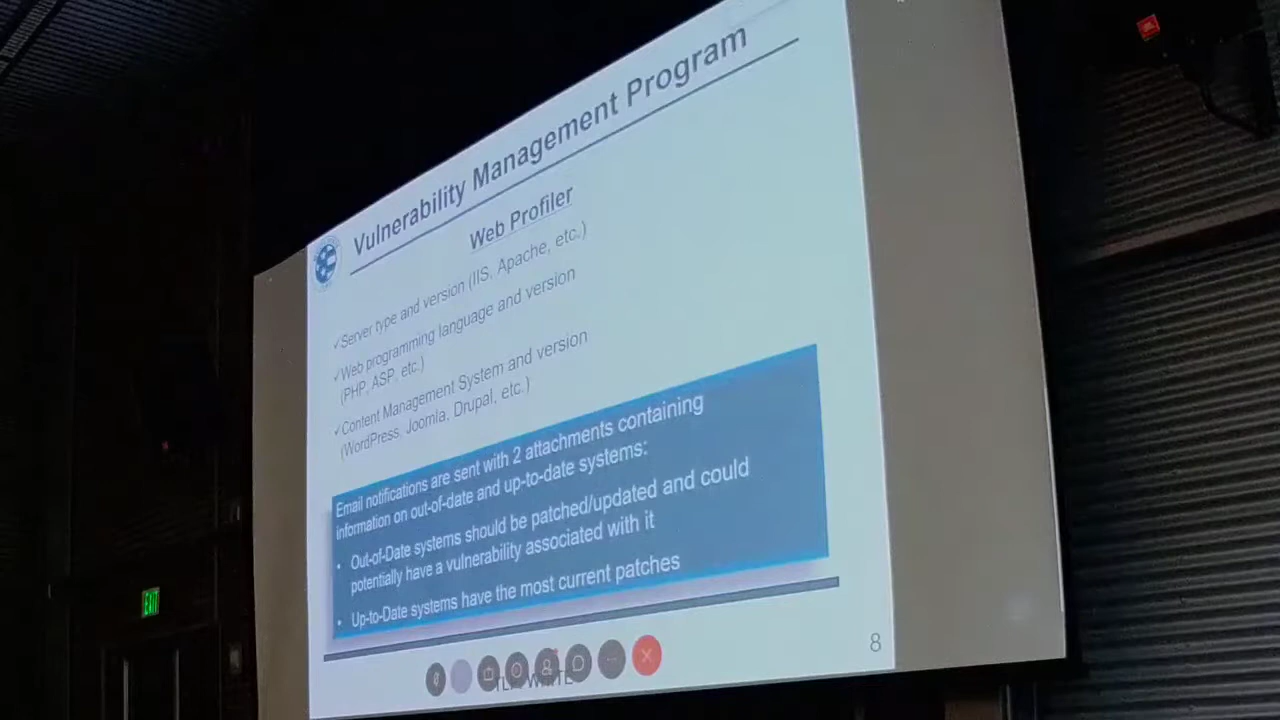 Vulnerability Management Program
Web Profiler
✓Server type and version (IIS, Apache, etc.)
✓Web programming language and version
(PHP, ASP, etc.)
✓Content Management System and version
(WordPress, Joomla, Drupal, etc.)
Email notifications are sent with 2 attachments containing
information on out-of-date and up-to-date systems:
• Out-of-Date systems should be patched/updated and could
potentially have a vulnerability associated with it
• Up-to-Date systems have the most current patches
8
EXIT